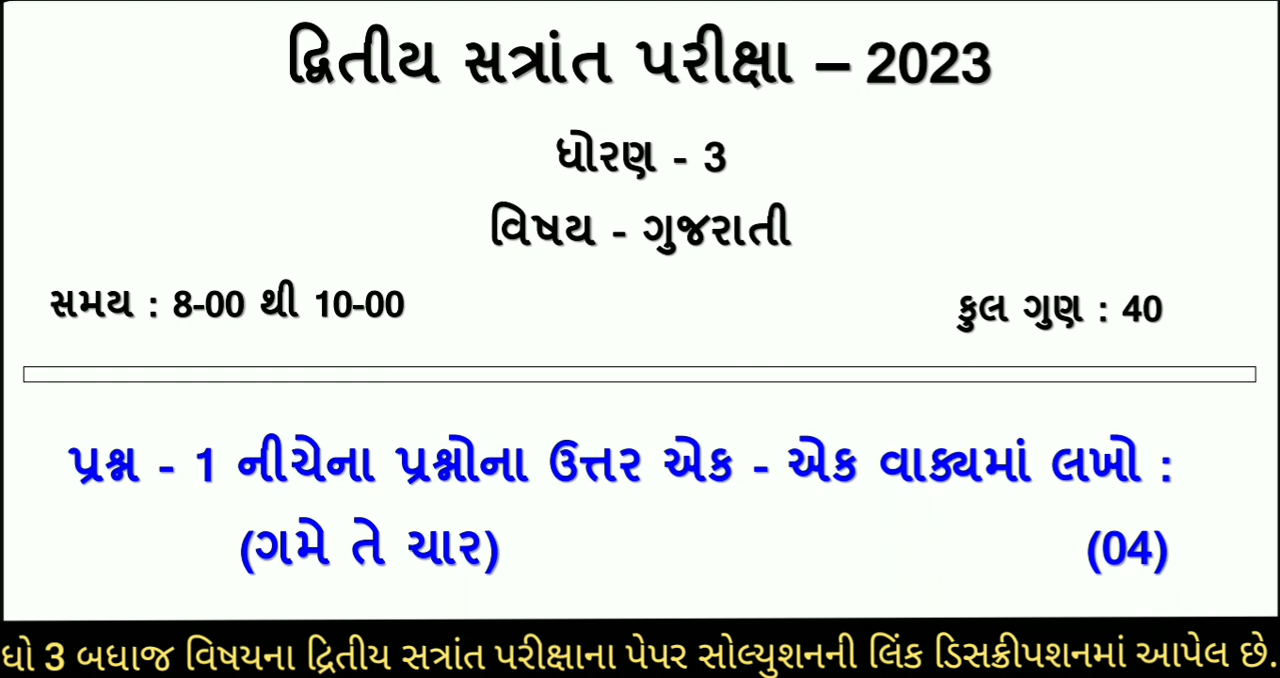 દ્વિતીય સત્રાંત પરીક્ષા – 2023
ધોરણ - 3
વિષય - ગુજરાતી
સમય : 8-00 થી 10-00 કુલ ગુણ : 40
પ્રશ્ન - 1 નીચેના પ્રશ્નોના ઉત્તર એક - એક વાક્યમાં લખો :
(ગમે તે ચાર) (04)
ધો 3 બધાજ વિષયના દ્વિતીય સત્રાંત પરીક્ષાના પેપર સોલ્યુશનની લિંક ડિસક્રીપશનમાં આપેલ છે.